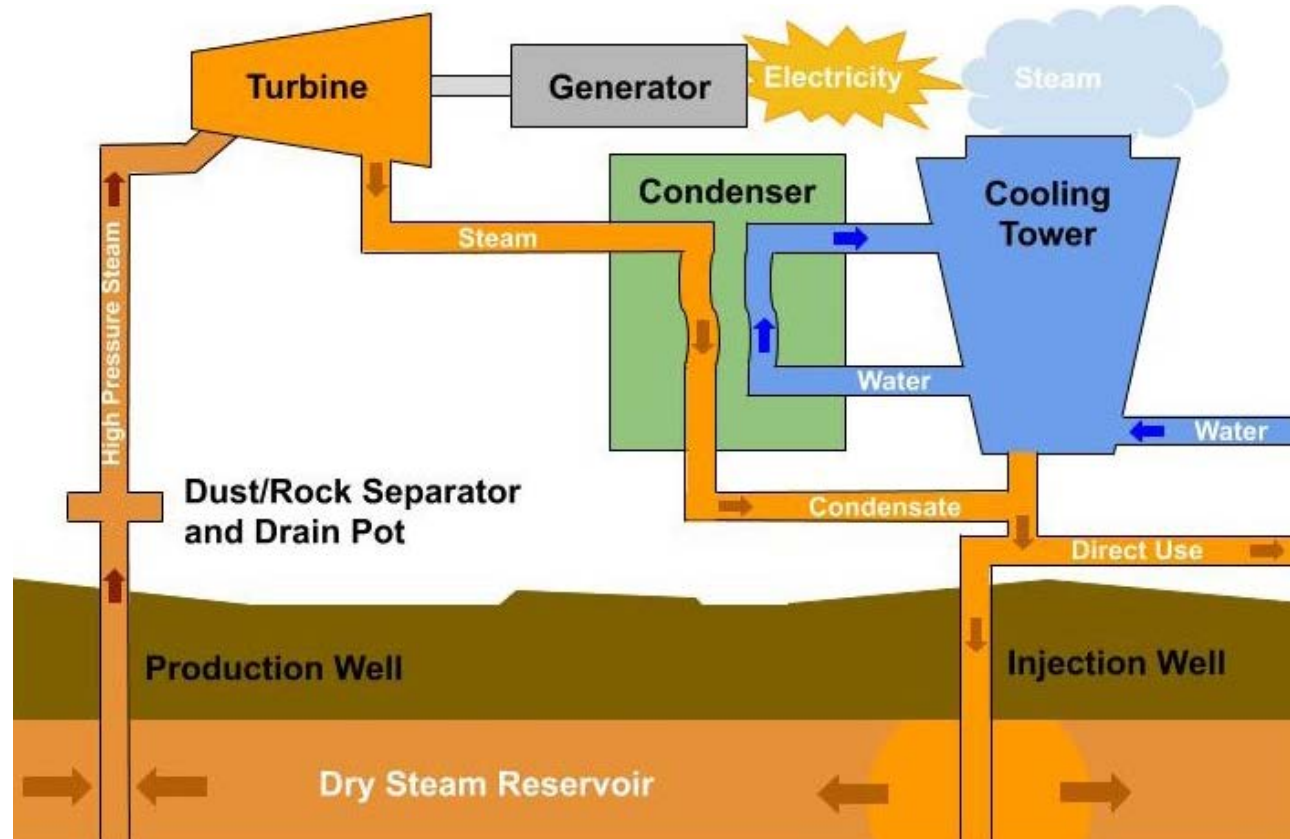 Turbine
Generator
Electricity
Steam
Condenser
Cooling
Tower
Steam
High Pressure Steam
Water
Water
Dust/Rock Separator
and Drain Pot
Condensate
Direct Use
Production Well
Injection Well
Dry Steam Reservoir